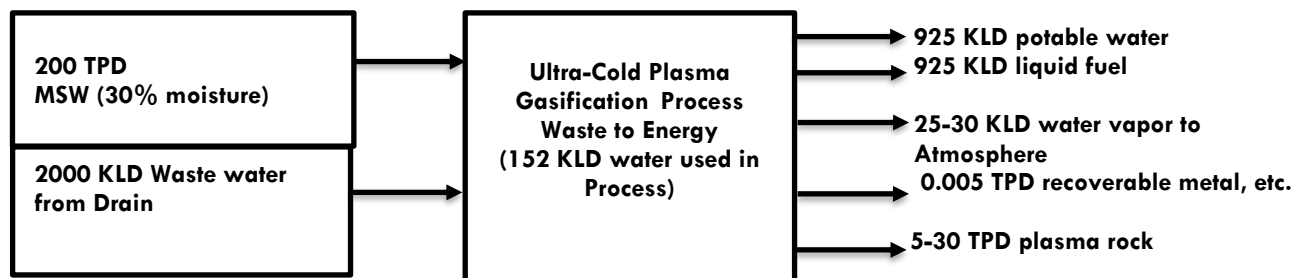 200 TPD
MSW (30% moisture)
2000 KLD Waste water
from Drain
Ultra-Cold Plasma
Gasification Process
Waste to Energy
(152 KLD water used in
Process)
925 KLD potable water
925 KLD liquid fuel
25-30 KLD water vapor to
Atmosphere
0.005 TPD recoverable metal, etc.
5-30 TPD plasma rock